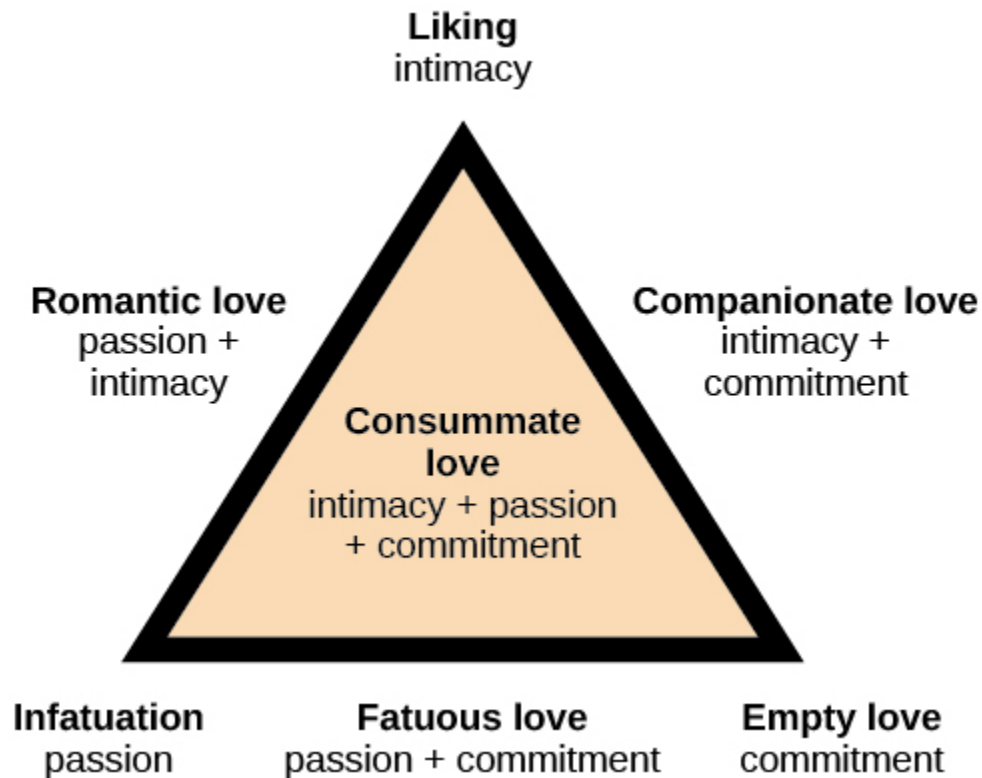 Liking
intimacy
Romantic love
passion +
intimacy
Companionate love
intimacy +
commitment
Consummate
love
intimacy + passion
+ commitment
Infatuation
passion
Fatuous love
passion + commitment
Empty love
commitment